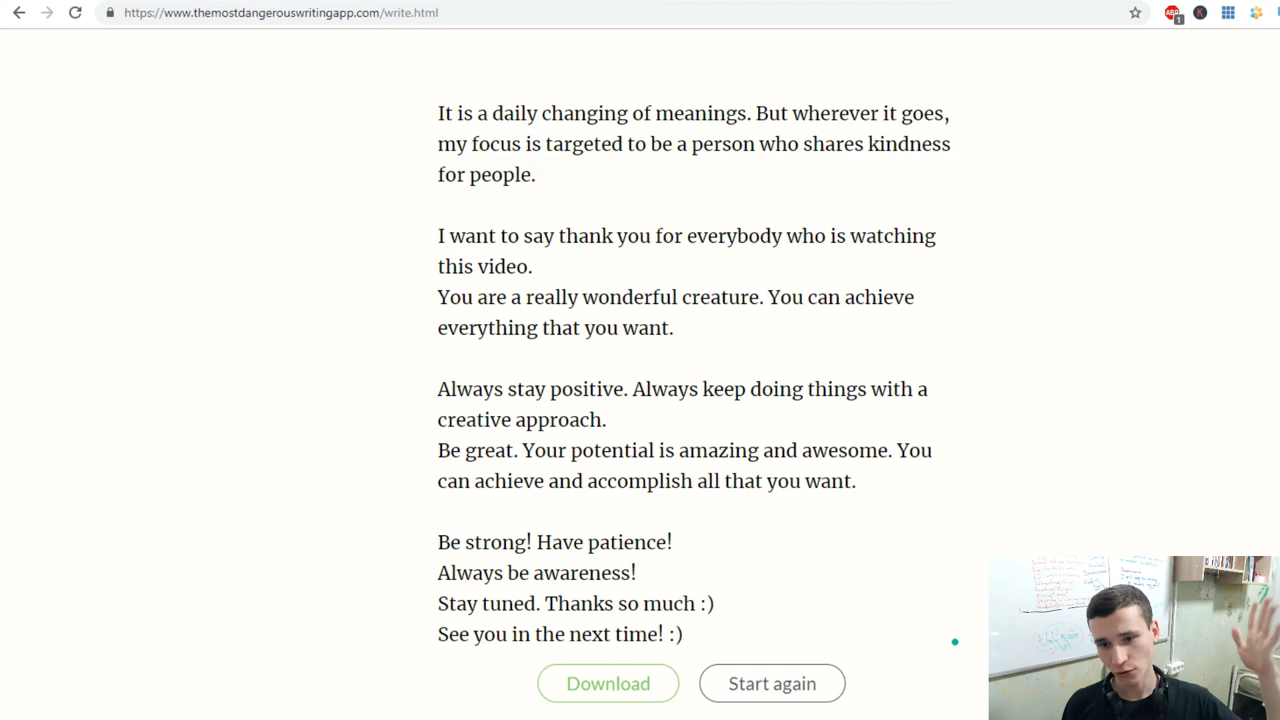 https://www.themostdangerouswritingapp.com/write.html
ABP
1
K
It is a daily changing of meanings. But wherever it goes,
my focus is targeted to be a person who shares kindness
for people.
I want to say thank you for everybody who is watching
this video.
You are a really wonderful creature. You can achieve
everything that you want.
Always stay positive. Always keep doing things with a
creative approach.
Be great. Your potential is amazing and awesome. You
can achieve and accomplish all that you want.
Be strong! Have patience!
Always be awareness!
Stay tuned. Thanks so much :)
See you in the next time! :)
Download
Start again